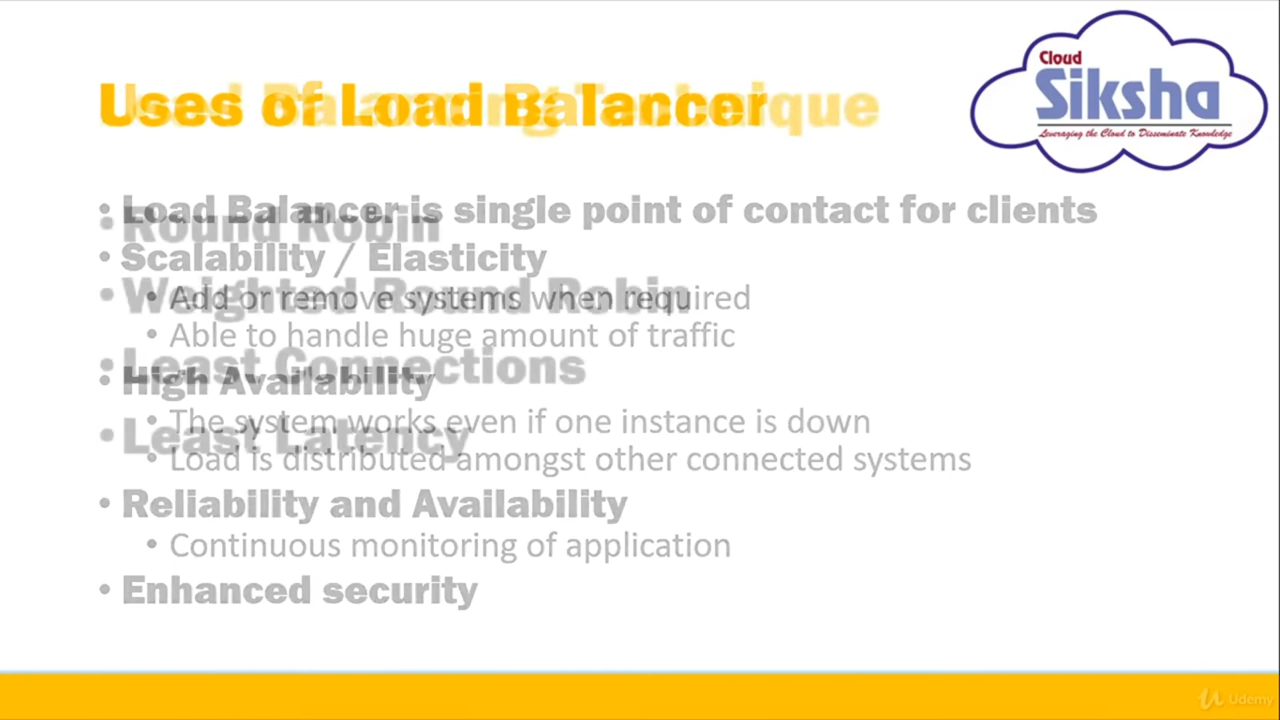 Cloud
Siksha
Leveraging the Cloud to Disseminate Knowledge
Uses of Load Balancer
Load Balancing Technique
• Load Balancer is single point of contact for clients
• Scalability / Elasticity
• Add or remove systems when required
• Able to handle huge amount of traffic
• High Availability
• The system works even if one instance is down
• Load is distributed amongst other connected systems
• Reliability and Availability
• Continuous monitoring of application
• Enhanced security
• Round Robin
• Weighted Round Robin
• Least Connections
• Least Latency
Udemy